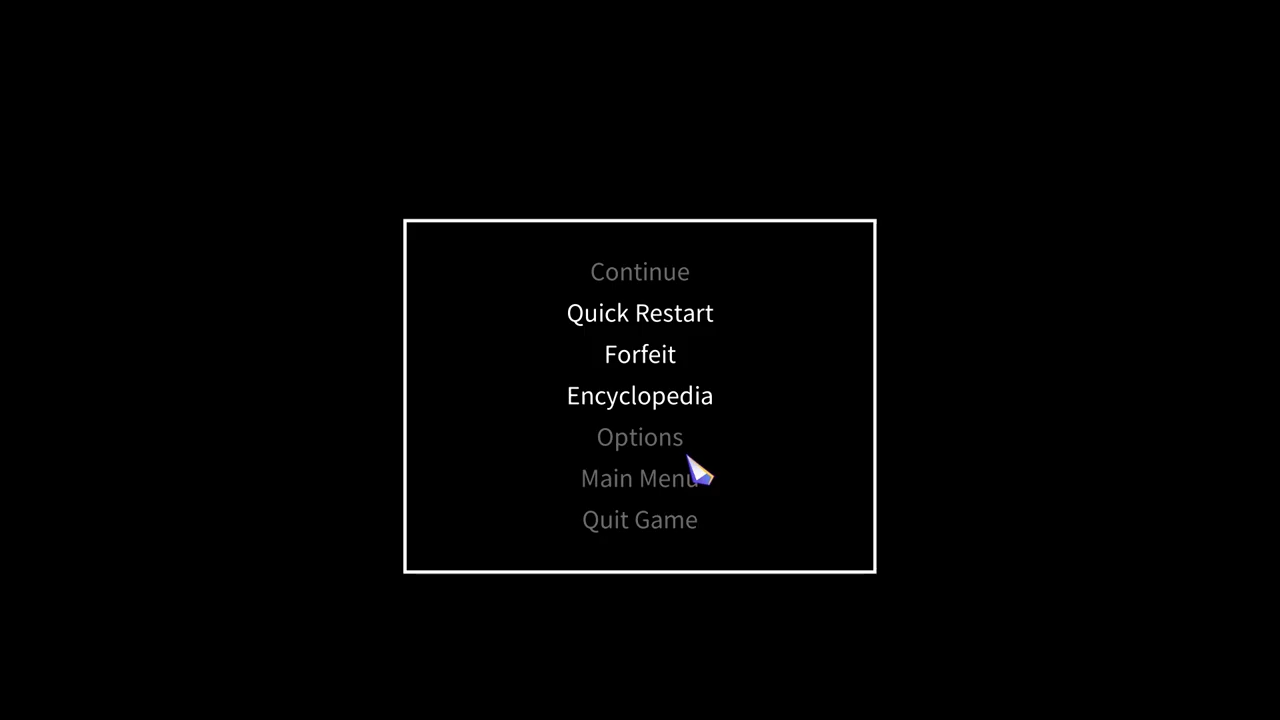 Continue
Quick Restart
Forfeit
Encyclopedia
Options
Main Menu
Quit Game